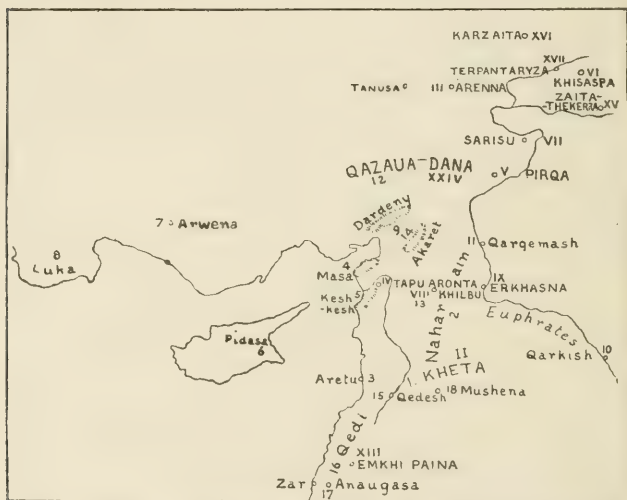 KARZAITA XVI
XVII
TERPANTARYZA
VI
KHISASPA
TANUSA
III ARENNA
ZAITA-
THEKERZA XV
SARISU VII
QAZAUA-DANA
12 XXIV
V PIRQA
Dardeny
7 Arwena
9 14
Akaret
11 Qarqemash
8
Luka
4
Masa
IV
TAPU ARONTA
IX
ERKHASNA
5
Kesh-
kesh
VIII KHILBU
13
Naharain
2
Euphrates
Pidasa
6
II
KHETA
1.
10
Qarkish
Aretu 3
18 Mushena
15 Qedesh
16 Qedi
XIII
EMKHI PAINA
Zar Anaugasa
17